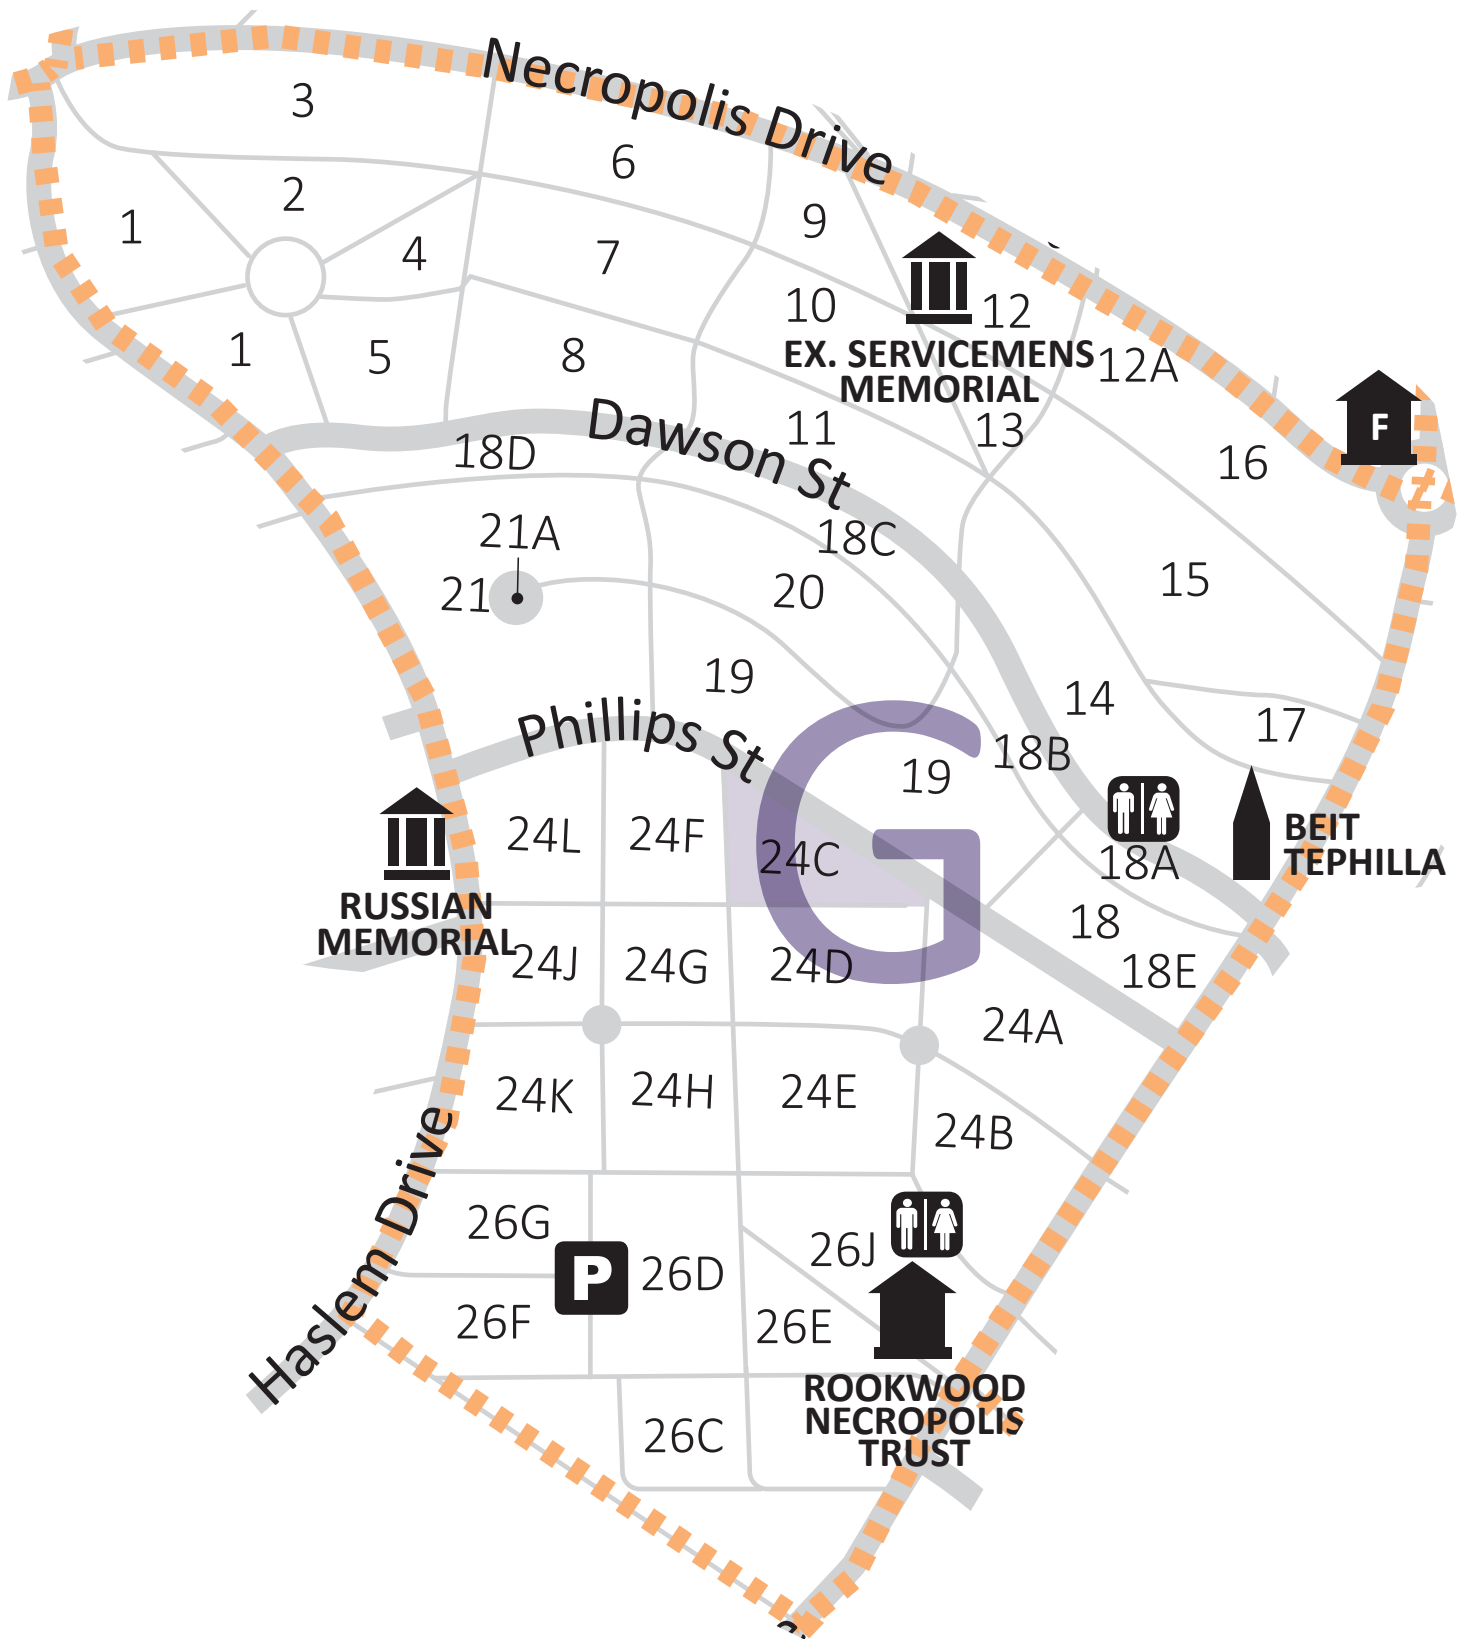 Necropolis Drive
3
6
2
1
9
4
7
10
12
1
5
8
EX. SERVICEMENS
MEMORIAL
12A
F
11
13
Dawson St
18D
16
21A
18C
21
20
15
19
14
17
Phillips St
18B
19
G
24L
24F
24C
18A
BEIT
TEPHILLA
RUSSIAN
MEMORIAL
18
24J
24G
24D
18E
24A
24K
24H
24E
24B
Haslem Drive
26G
26J
P
26D
26F
26E
ROOKWOOD
NECROPOLIS
TRUST
26C